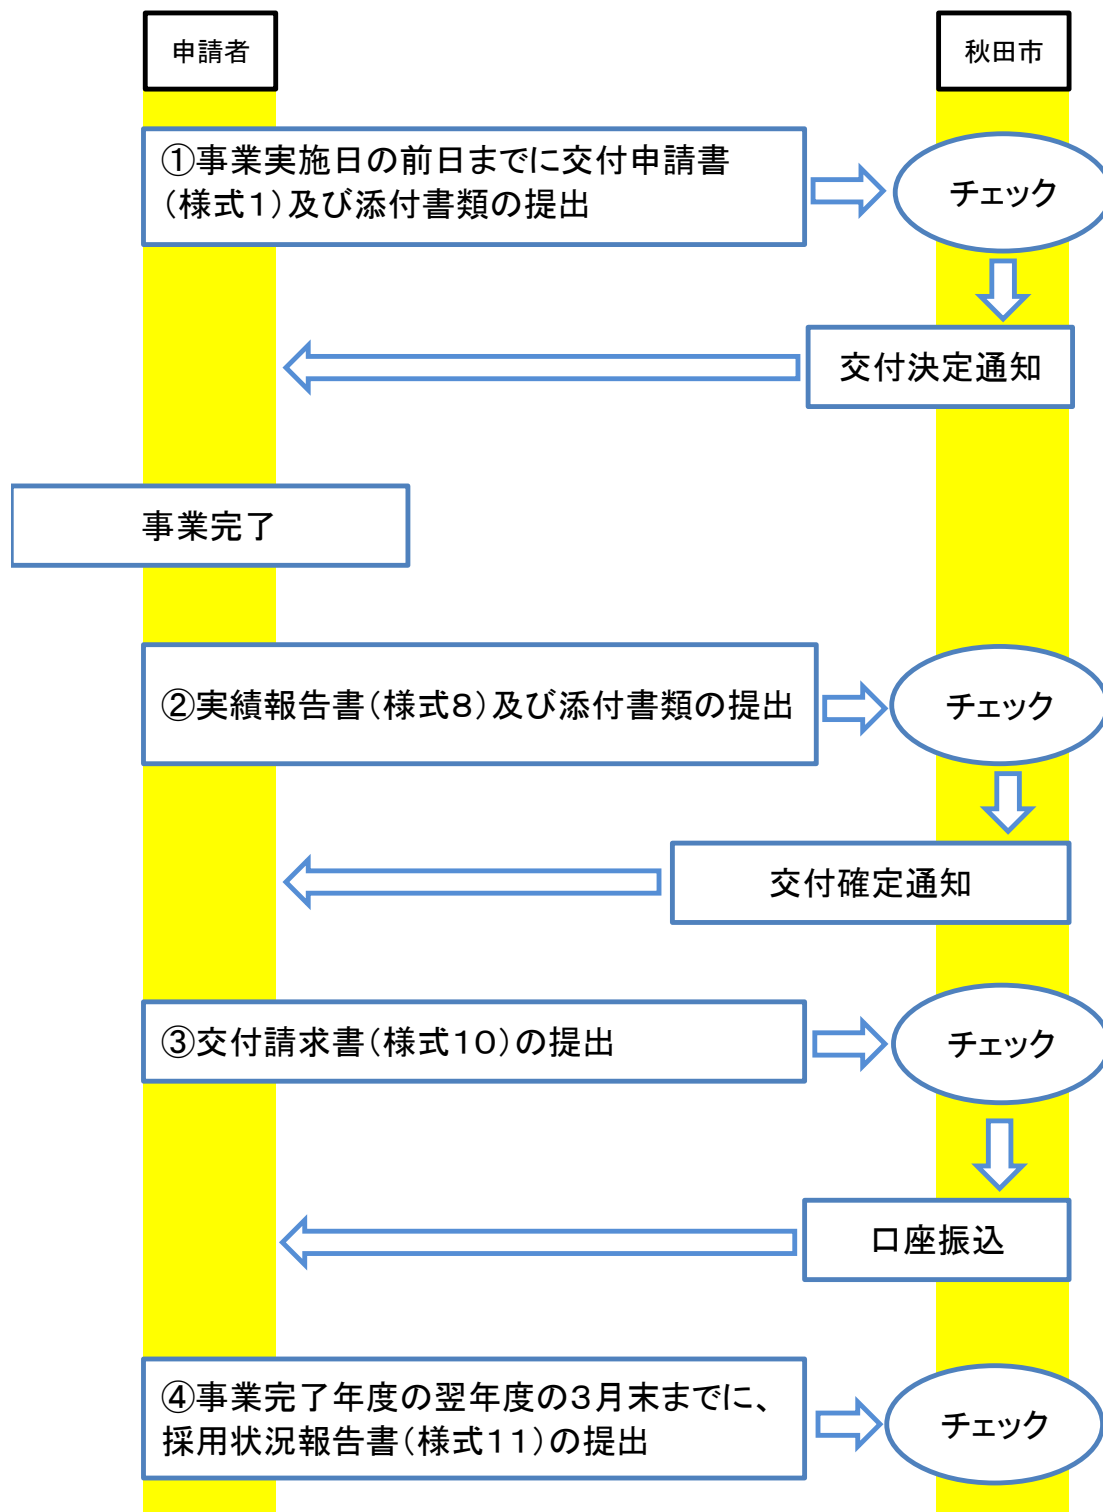 申請者
秋田市
①事業実施日の前日までに交付申請書
（様式１）及び添付書類の提出
チェック
交付決定通知
事業完了
②実績報告書（様式８）及び添付書類の提出
チェック
交付確定通知
③交付請求書（様式１０）の提出
チェック
口座振込
④事業完了年度の翌年度の３月末までに、
採用状況報告書（様式１１）の提出
チェック